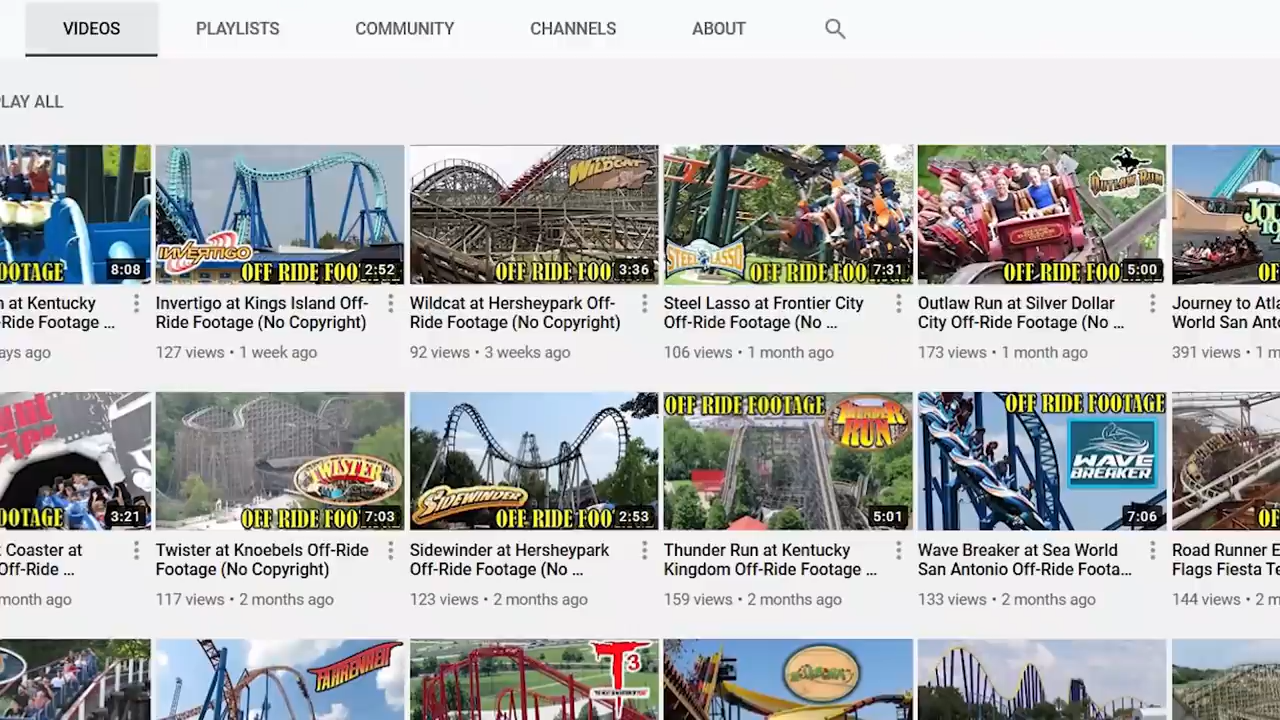 VIDEOS PLAYLISTS COMMUNITY CHANNELS ABOUT
LAY ALL
WILDCAT
OUTLAW RUN
INVERTIGO
STEEL LASSO
OOTAGE 8:08 OFF RIDE FOO 2:52 OFF RIDE FOO 3:36 OFF RIDE FOO 7:31 OFF RIDE FOO 5:00 OF
at Kentucky
-Ride Footage ...
ays ago
Invertigo at Kings Island Off-
Ride Footage (No Copyright)
127 views • 1 week ago
Wildcat at Hersheypark Off-
Ride Footage (No Copyright)
92 views • 3 weeks ago
Steel Lasso at Frontier City
Off-Ride Footage (No ...
106 views • 1 month ago
Outlaw Run at Silver Dollar
City Off-Ride Footage (No ...
173 views • 1 month ago
Journey to Atl
World San Anto
391 views • 1 m
OFF RIDE FOOTAGE
THUNDER RUN
OFF RIDE FOOTAGE
WAVE BREAKER
TWISTER
SIDEWINDER
OOTAGE 3:21 OFF RIDE FOO 7:03 OFF RIDE FOO 2:53 5:01 7:06 OF
Coaster at
Off-Ride ...
month ago
Twister at Knoebels Off-Ride
Footage (No Copyright)
117 views • 2 months ago
Sidewinder at Hersheypark
Off-Ride Footage (No ...
123 views • 2 months ago
Thunder Run at Kentucky
Kingdom Off-Ride Footage ...
159 views • 2 months ago
Wave Breaker at Sea World
San Antonio Off-Ride Foota...
133 views • 2 months ago
Road Runner E
Flags Fiesta Te
144 views • 2 m
FAHRENHEIT
T3